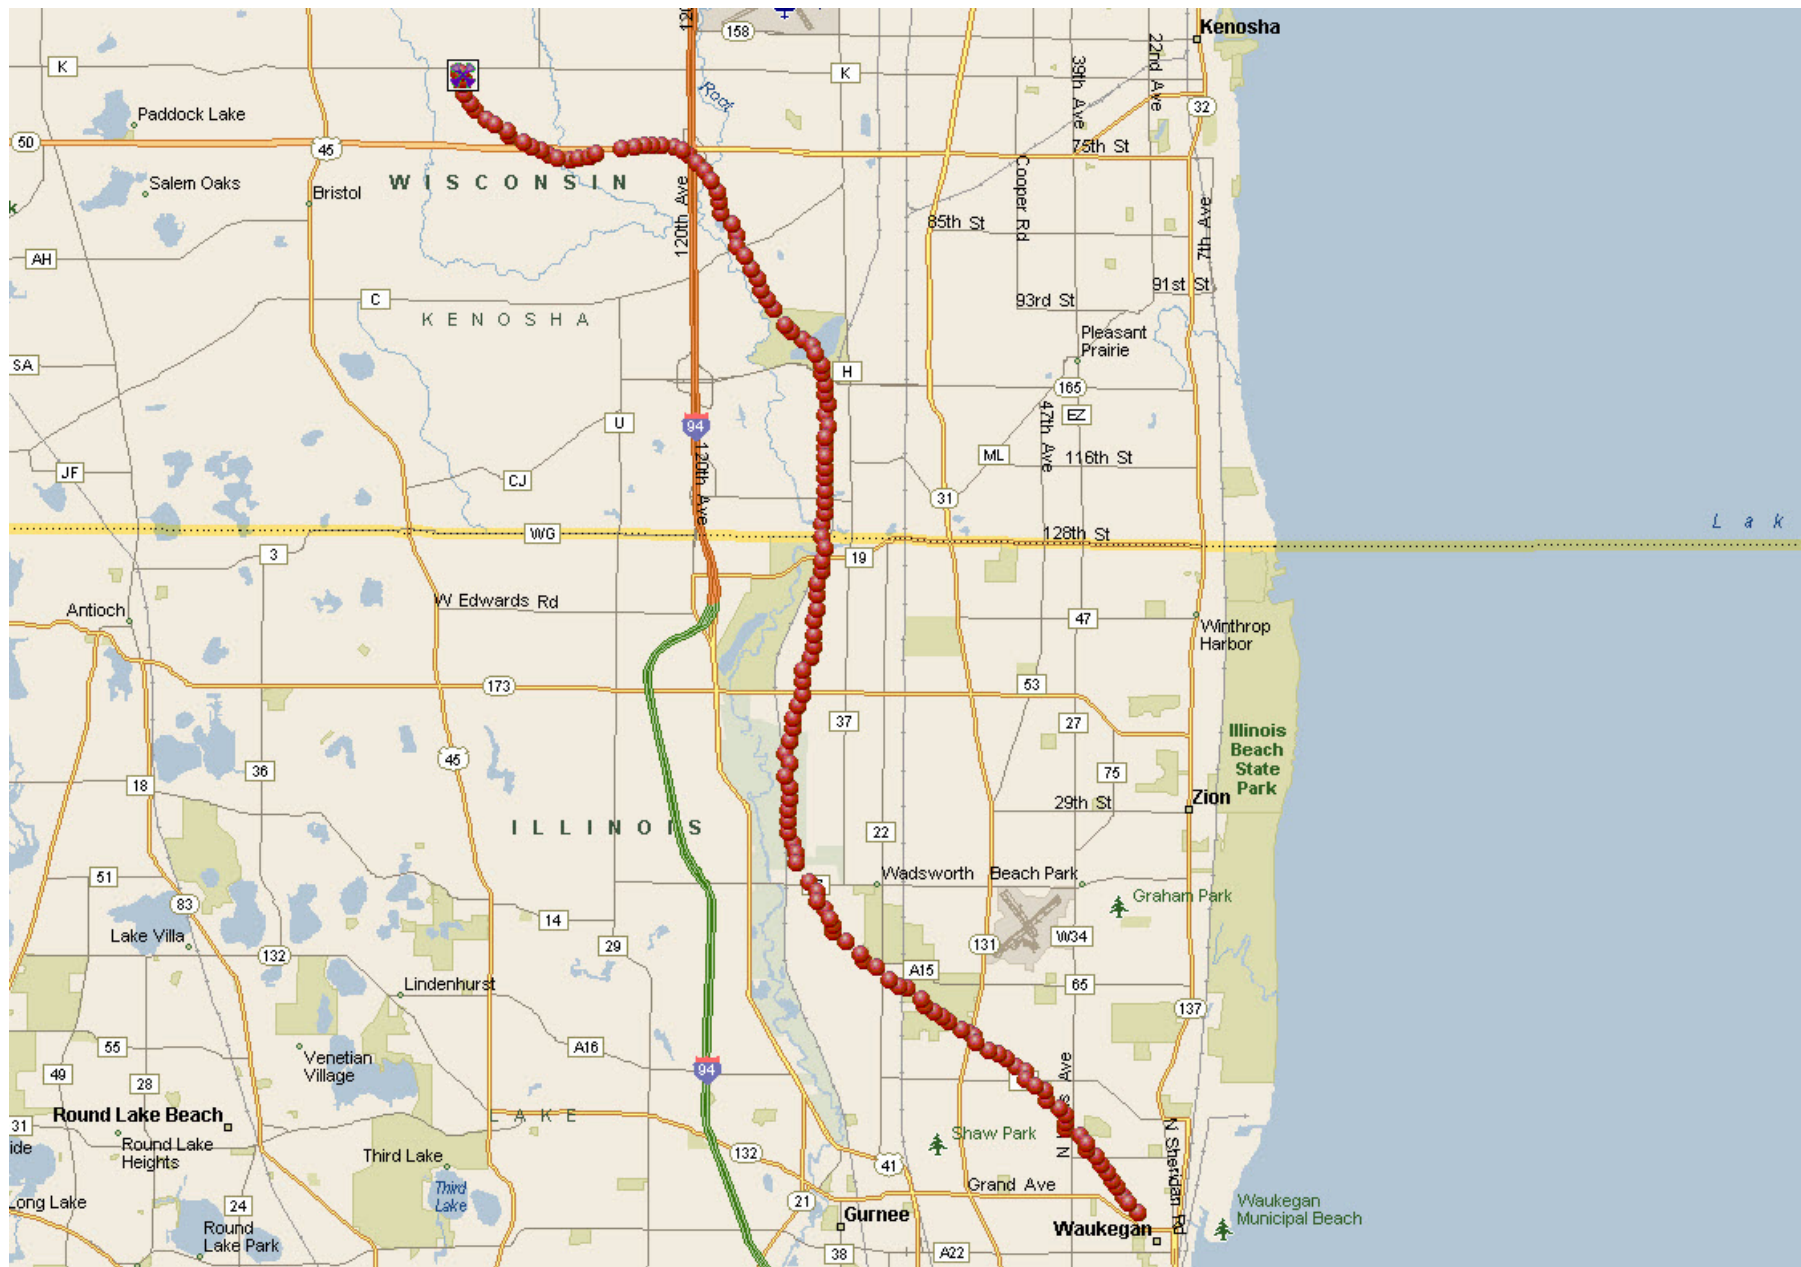 120
158
Kenosha
K
K
39th Ave
22nd Ave
Root
32
Paddock Lake
50
45
75th St
Salem Oaks
WISCONSIN
Bristol
120th Ave
Cooper Rd
7th Ave
k
85th St
AH
C
93rd St
91st St
KENOSHA
Pleasant
Prairie
SA
H
165
U
94
47th Ave
EZ
JF
CJ
120th Ave
ML
116th St
31
WG
128th St
Lak
3
19
W Edwards Rd
Antioch
47
Winthrop
Harbor
173
53
37
27
Illinois
Beach
State
Park
45
36
75
18
29th St
Zion
ILLINOIS
22
51
Wadsworth
Beach Park
Graham Park
83
14
Lake Villa
29
131
W34
132
A15
Lindenhurst
65
137
55
A16
Venetian
Village
94
49
28
Ave
Round Lake Beach
LAKE
31
ide
Round Lake
Heights
Shaw Park
N Sheridan Rd
Third Lake
132
41
N
Third
Lake
Long Lake
24
21
Grand Ave
Waukegan
Municipal Beach
Gurnee
Waukegan
Round
Lake Park
38
A22